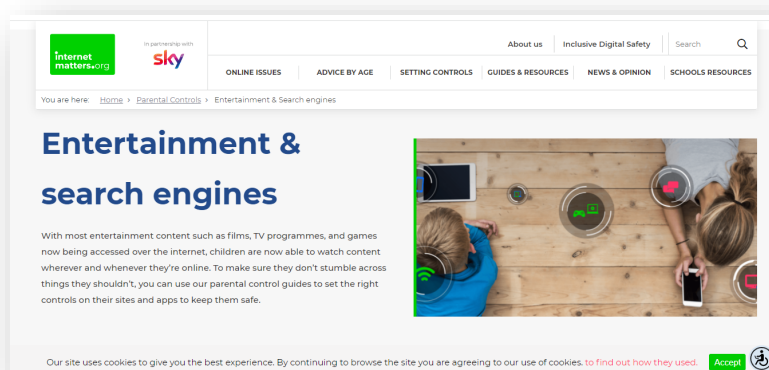 About us
Inclusive Digital Safety
Search
internet
matters.org
In partnership with
sky
ONLINE ISSUES
ADVICE BY AGE
SETTING CONTROLS
GUIDES & RESOURCES
NEWS & OPINION
SCHOOLS RESOURCES
You are here: Home > Parental Controls > Entertainment & Search engines
Entertainment &
search engines
With most entertainment content such as films, TV programmes, and games
now being accessed over the internet, children are now able to watch content
wherever and whenever they're online. To make sure they don't stumble across
things they shouldn't, you can use our parental control guides to set the right
controls on their sites and apps to keep them safe.
Our site uses cookies to give you the best experience. By continuing to browse the site you are agreeing to our use of cookies. to find out how they used. Accept